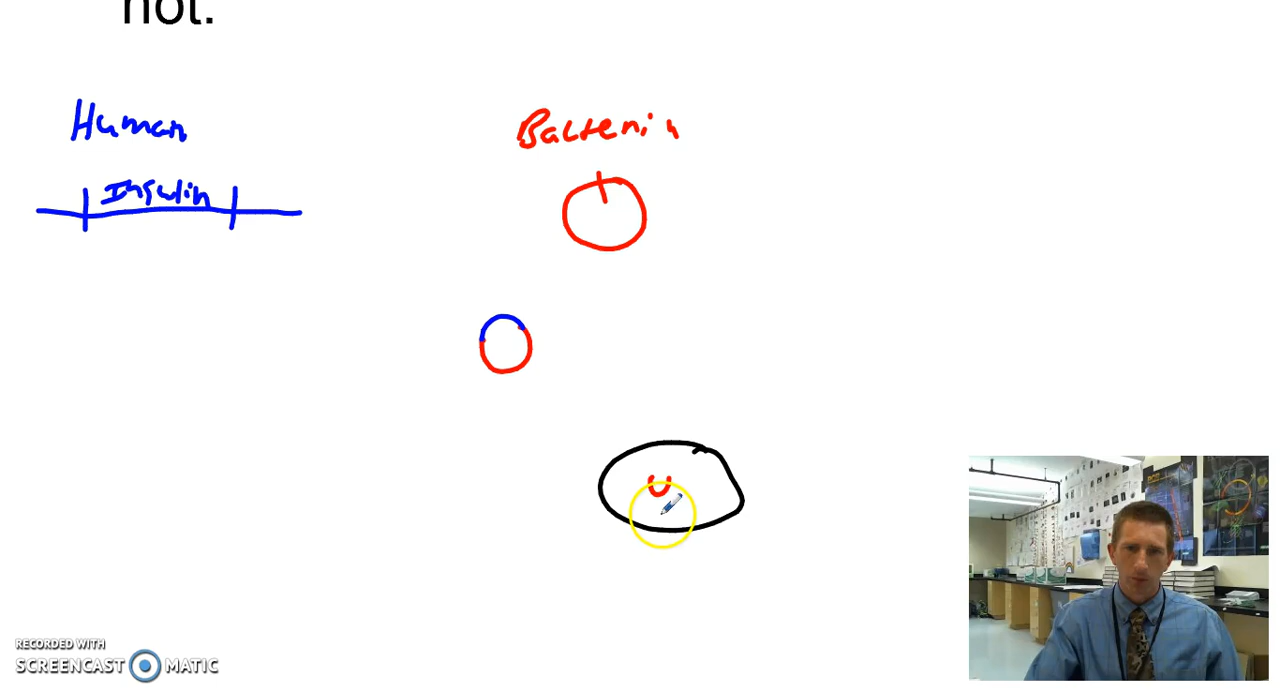 not.
Human
Bacteria
Insulin
RECORDED WITH
SCREENCAST MATIC